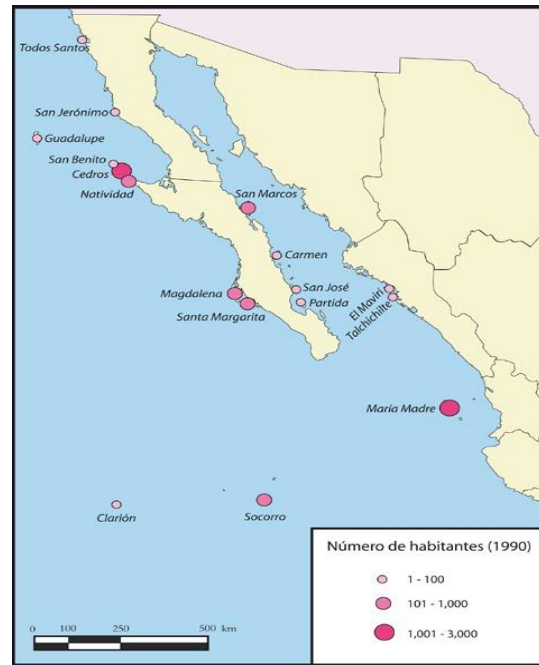 Todos Santos
San Jerónimo
Guadalupe
San Benito
Cedros
Natividad
San Marcos
Carmen
San José
Partida
El Maviri
Talchichilte
Magdalena
Santa Margarita
María Madre
Clarión
Socorro
Número de habitantes (1990)
1 - 100
101 - 1,000
1,001 - 3,000
0 100 250 500 km